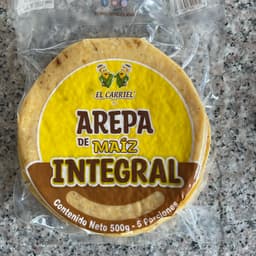 EL CARRIEL
AREPA
DE MAÍZ
INTEGRAL
Contenido Neto 500g - 5 Porciones